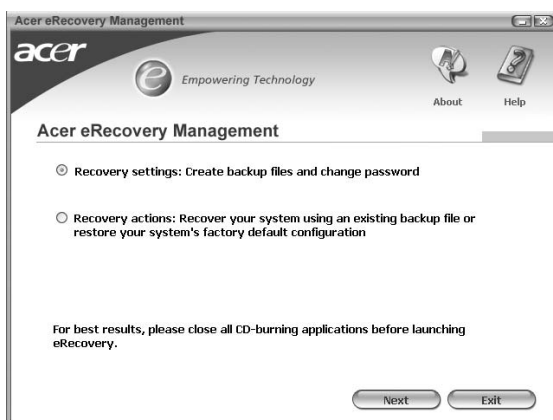 Acer eRecovery Management
acer
e Empowering Technology
About Help
Acer eRecovery Management
Recovery settings: Create backup files and change password
Recovery actions: Recover your system using an existing backup file or
restore your system's factory default configuration
For best results, please close all CD-burning applications before launching
eRecovery.
Next Exit